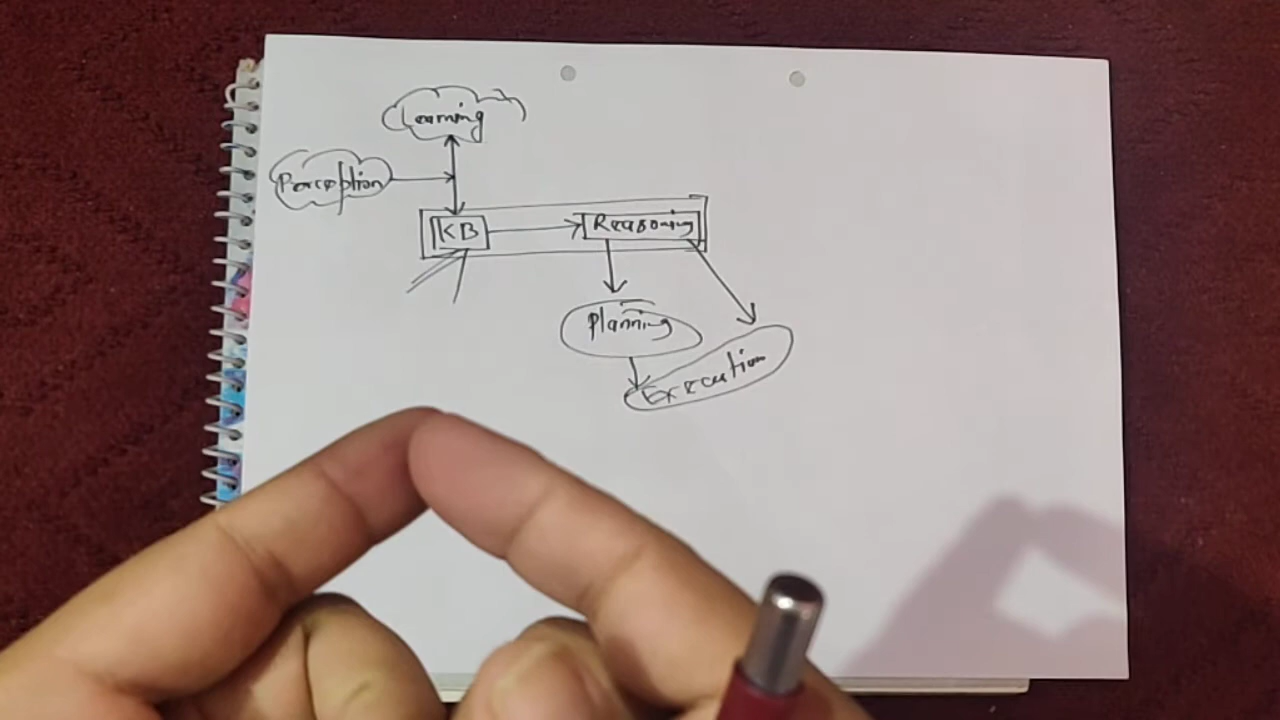 Learning
Perception
KB
Reasoning
Planning
Execution